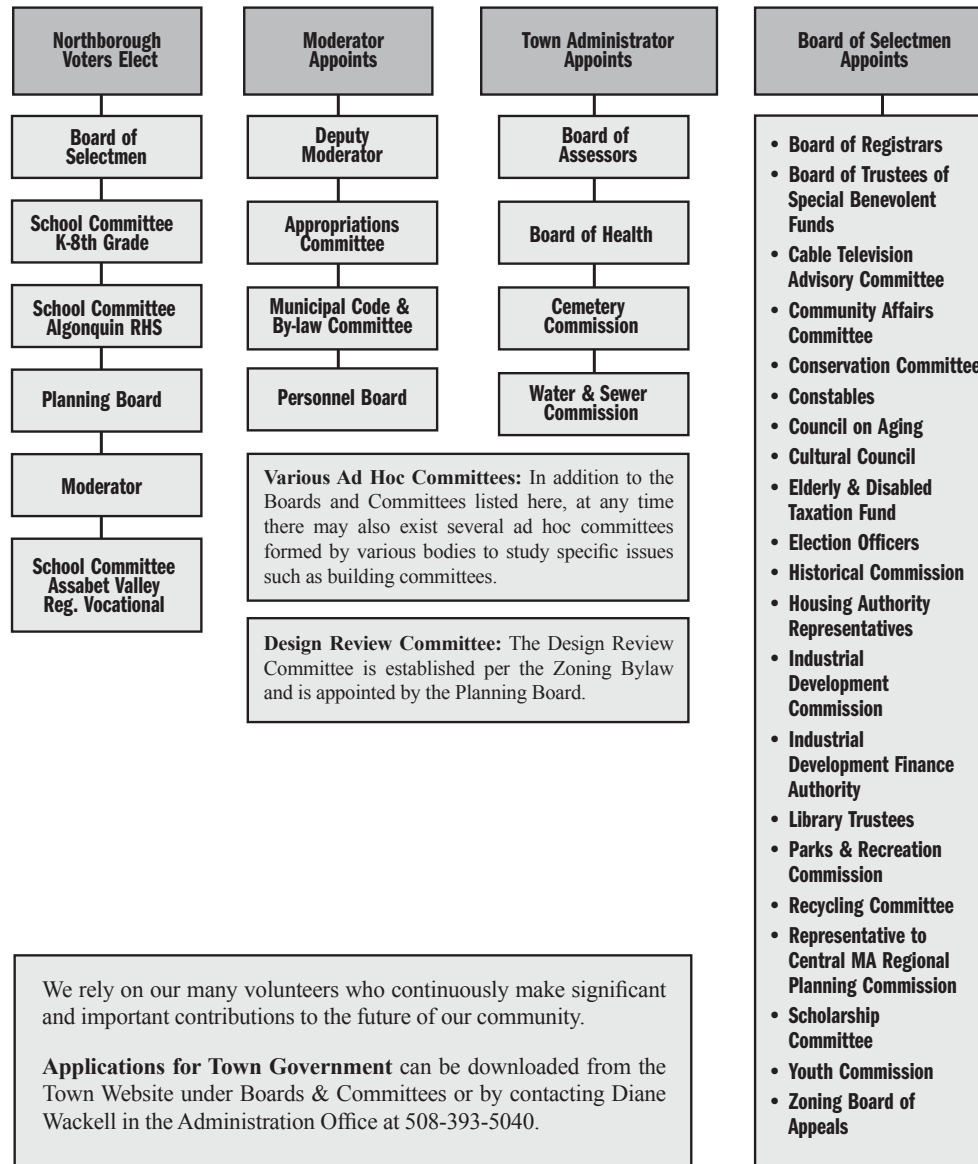 Northborough
Voters Elect
Board of
Selectmen
School Committee
K-8th Grade
School Committee
Algonquin RHS
Planning Board
Moderator
School Committee
Assabet Valley
Reg. Vocational
Moderator
Appoints
Deputy
Moderator
Appropriations
Committee
Municipal Code &
By-law Committee
Personnel Board
Town Administrator
Appoints
Board of
Assessors
Board of Health
Cemetery
Commission
Water & Sewer
Commission
Various Ad Hoc Committees: In addition to the
Boards and Committees listed here, at any time
there may also exist several ad hoc committees
formed by various bodies to study specific issues
such as building committees.
Design Review Committee: The Design Review
Committee is established per the Zoning Bylaw
and is appointed by the Planning Board.
Board of Selectmen
Appoints
• Board of Registrars
• Board of Trustees of
Special Benevolent
Funds
• Cable Television
Advisory Committee
• Community Affairs
Committee
• Conservation Committee
• Constables
• Council on Aging
• Cultural Council
• Elderly & Disabled
Taxation Fund
• Election Officers
• Historical Commission
• Housing Authority
Representatives
• Industrial
Development
Commission
• Industrial
Development Finance
Authority
• Library Trustees
• Parks & Recreation
Commission
• Recycling Committee
• Representative to
Central MA Regional
Planning Commission
• Scholarship
Committee
• Youth Commission
• Zoning Board of
Appeals
We rely on our many volunteers who continuously make significant
and important contributions to the future of our community.
Applications for Town Government can be downloaded from the
Town Website under Boards & Committees or by contacting Diane
Wackell in the Administration Office at 508-393-5040.